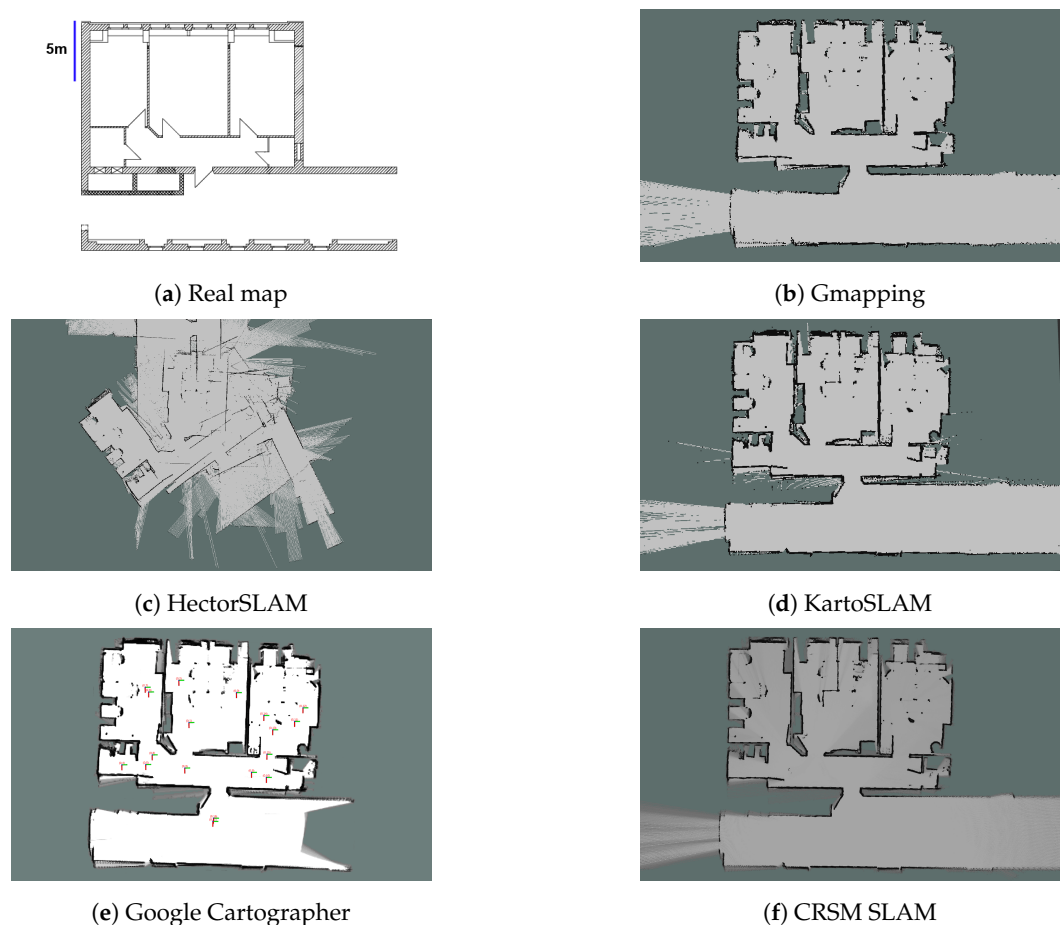 5m
(a) Real map
(b) Gmapping
(c) HectorSLAM
(d) KartoSLAM
(e) Google Cartographer
(f) CRSM SLAM